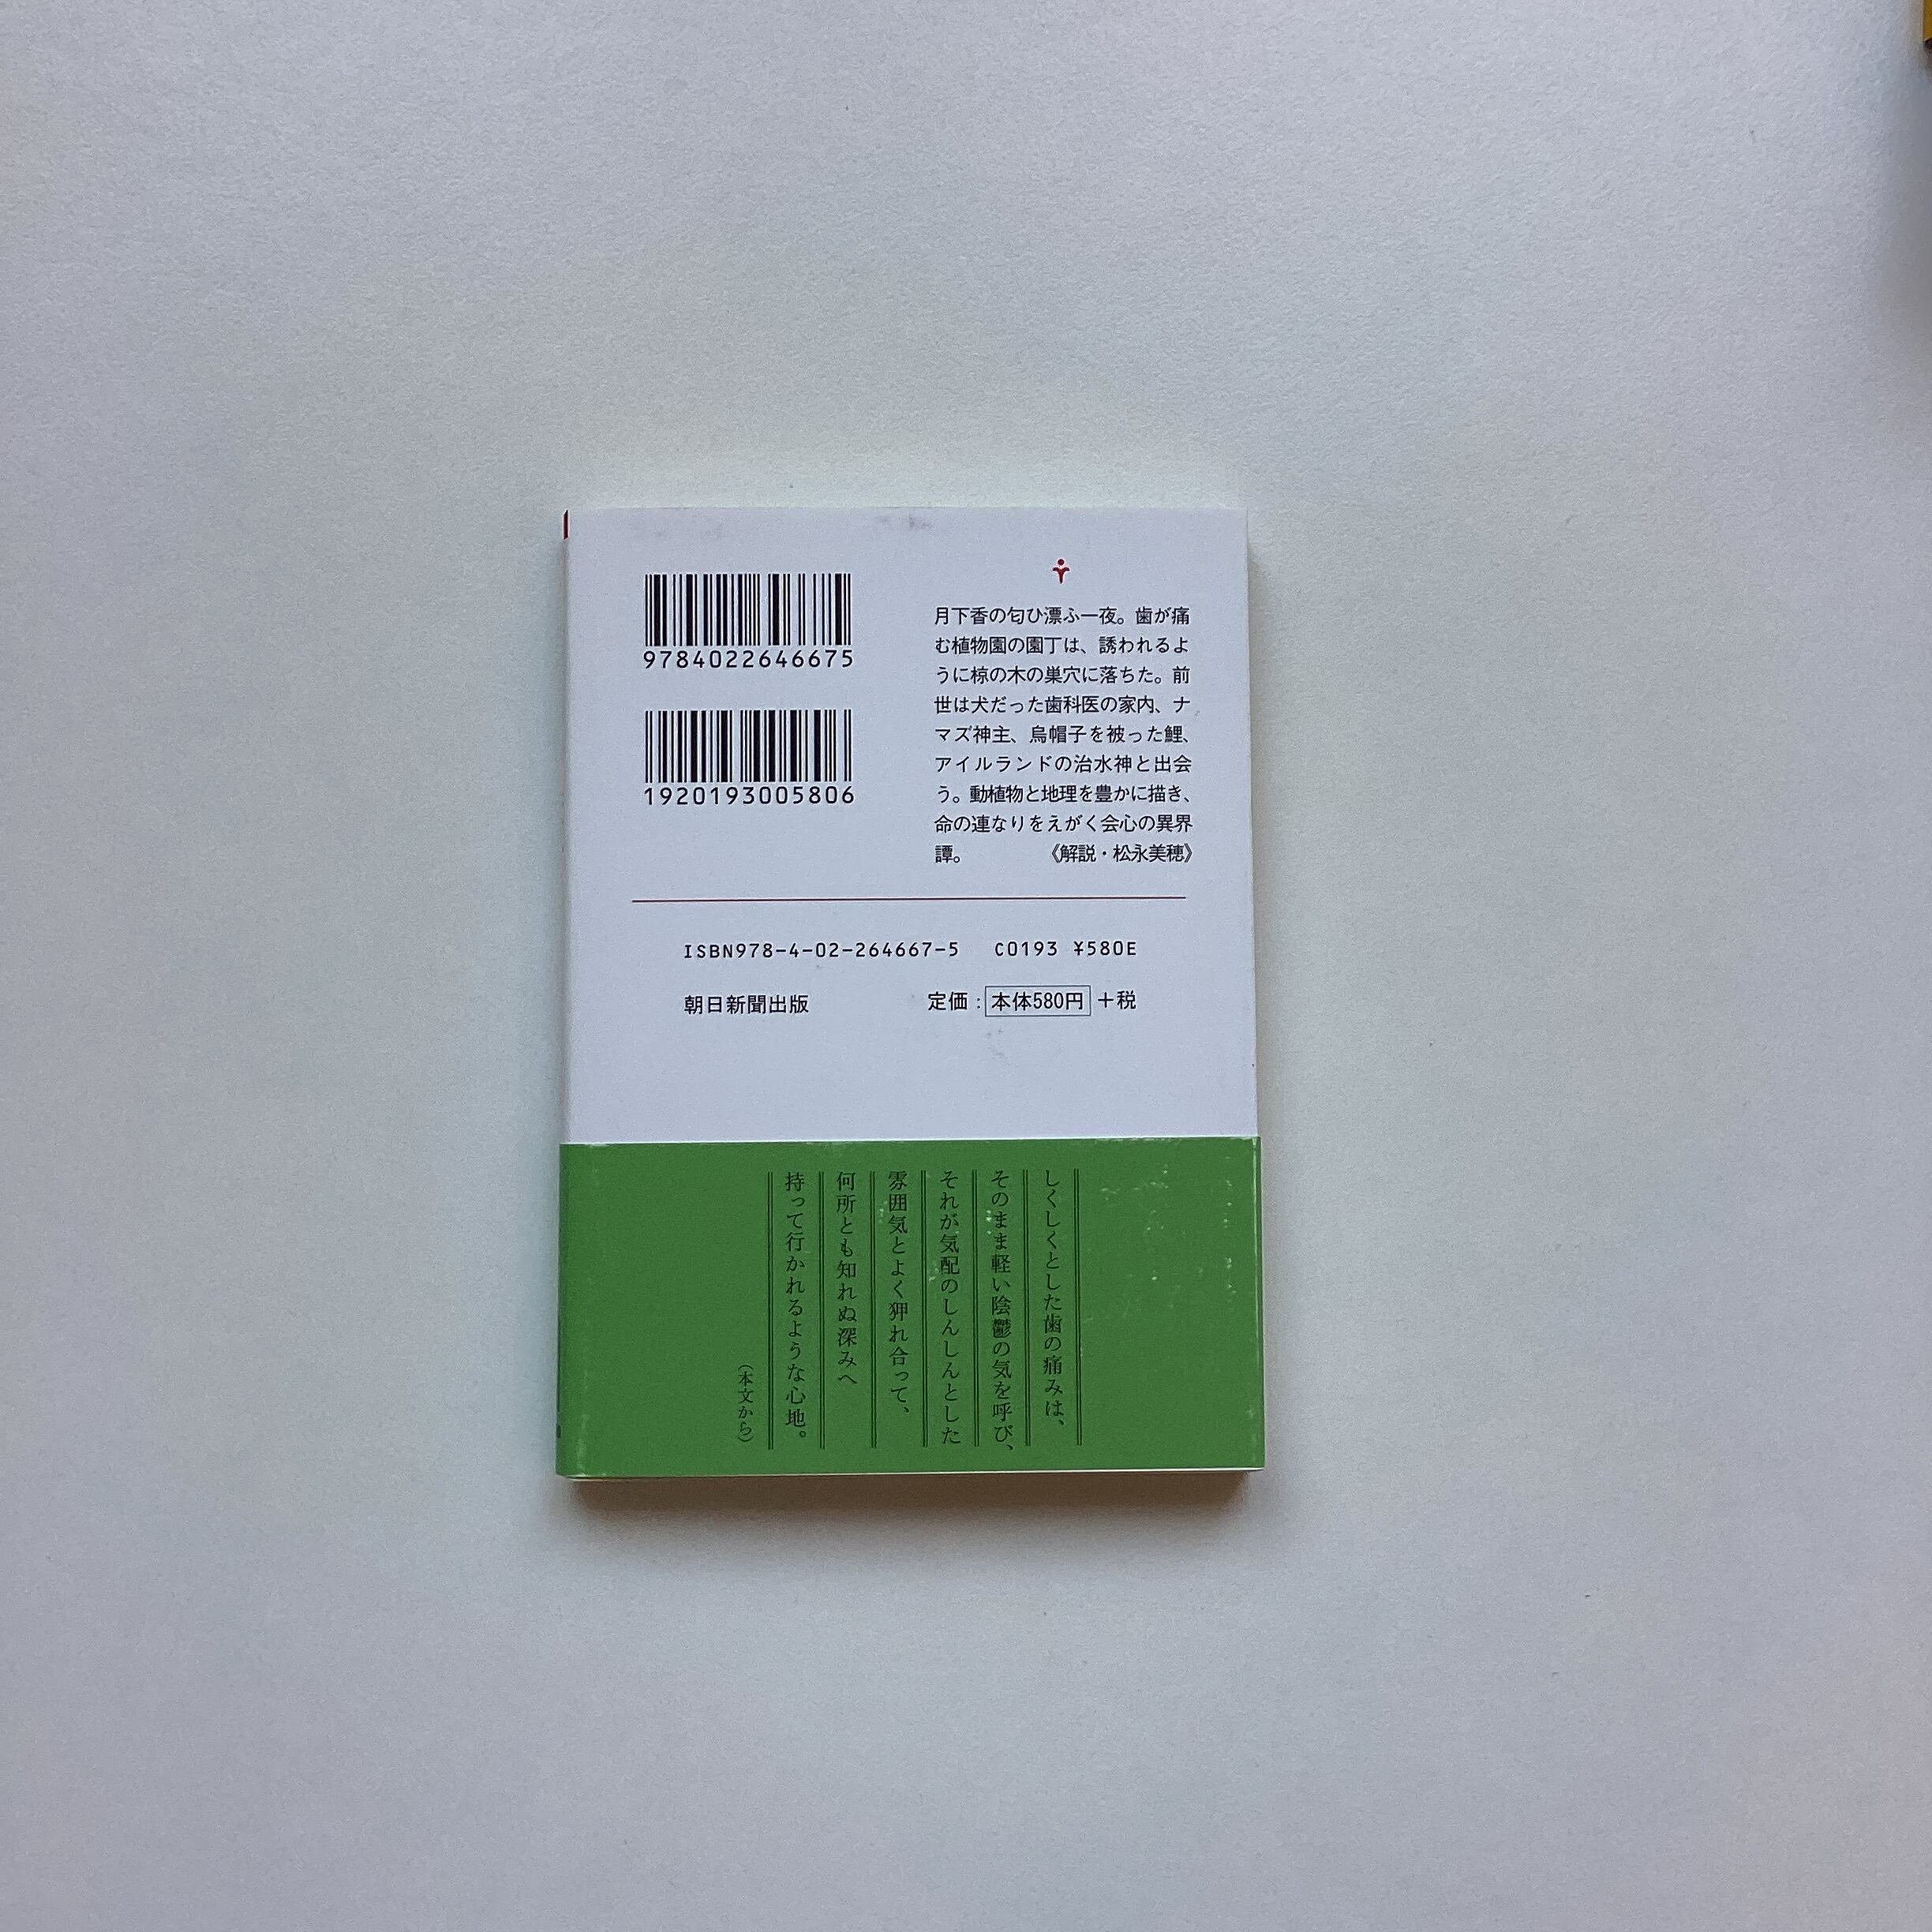 9784022646675
1920193005806
月下香の匂ひ漂ふ一夜。歯が痛
む植物園の園丁は、誘われるよ
うに椋の木の巣穴に落ちた。前
世は犬だった歯科医の家内、ナ
マズ神主、烏帽子を被った鯉、
アイルランドの治水神と出会
う。動植物と地理を豊かに描き、
命の連なりをえがく会心の異界
譚。 《解説・松永美穂》
ISBN978-4-02-264667-5 C0193 ¥580E
朝日新聞出版 定価:本体580円+税
しくしくとした歯の痛みは、
そのまま軽い陰鬱の気を呼び、
それが気配のしんしんとした
雰囲気とよく狎れ合って、
何所とも知れぬ深みへ
持って行かれるような心地。
(本文から)